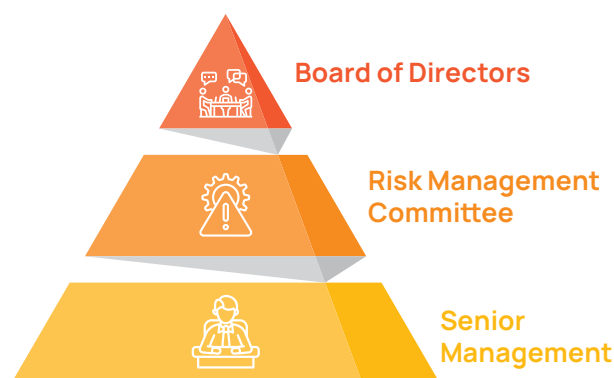 Board of Directors
Risk Management
Committee
Senior
Management